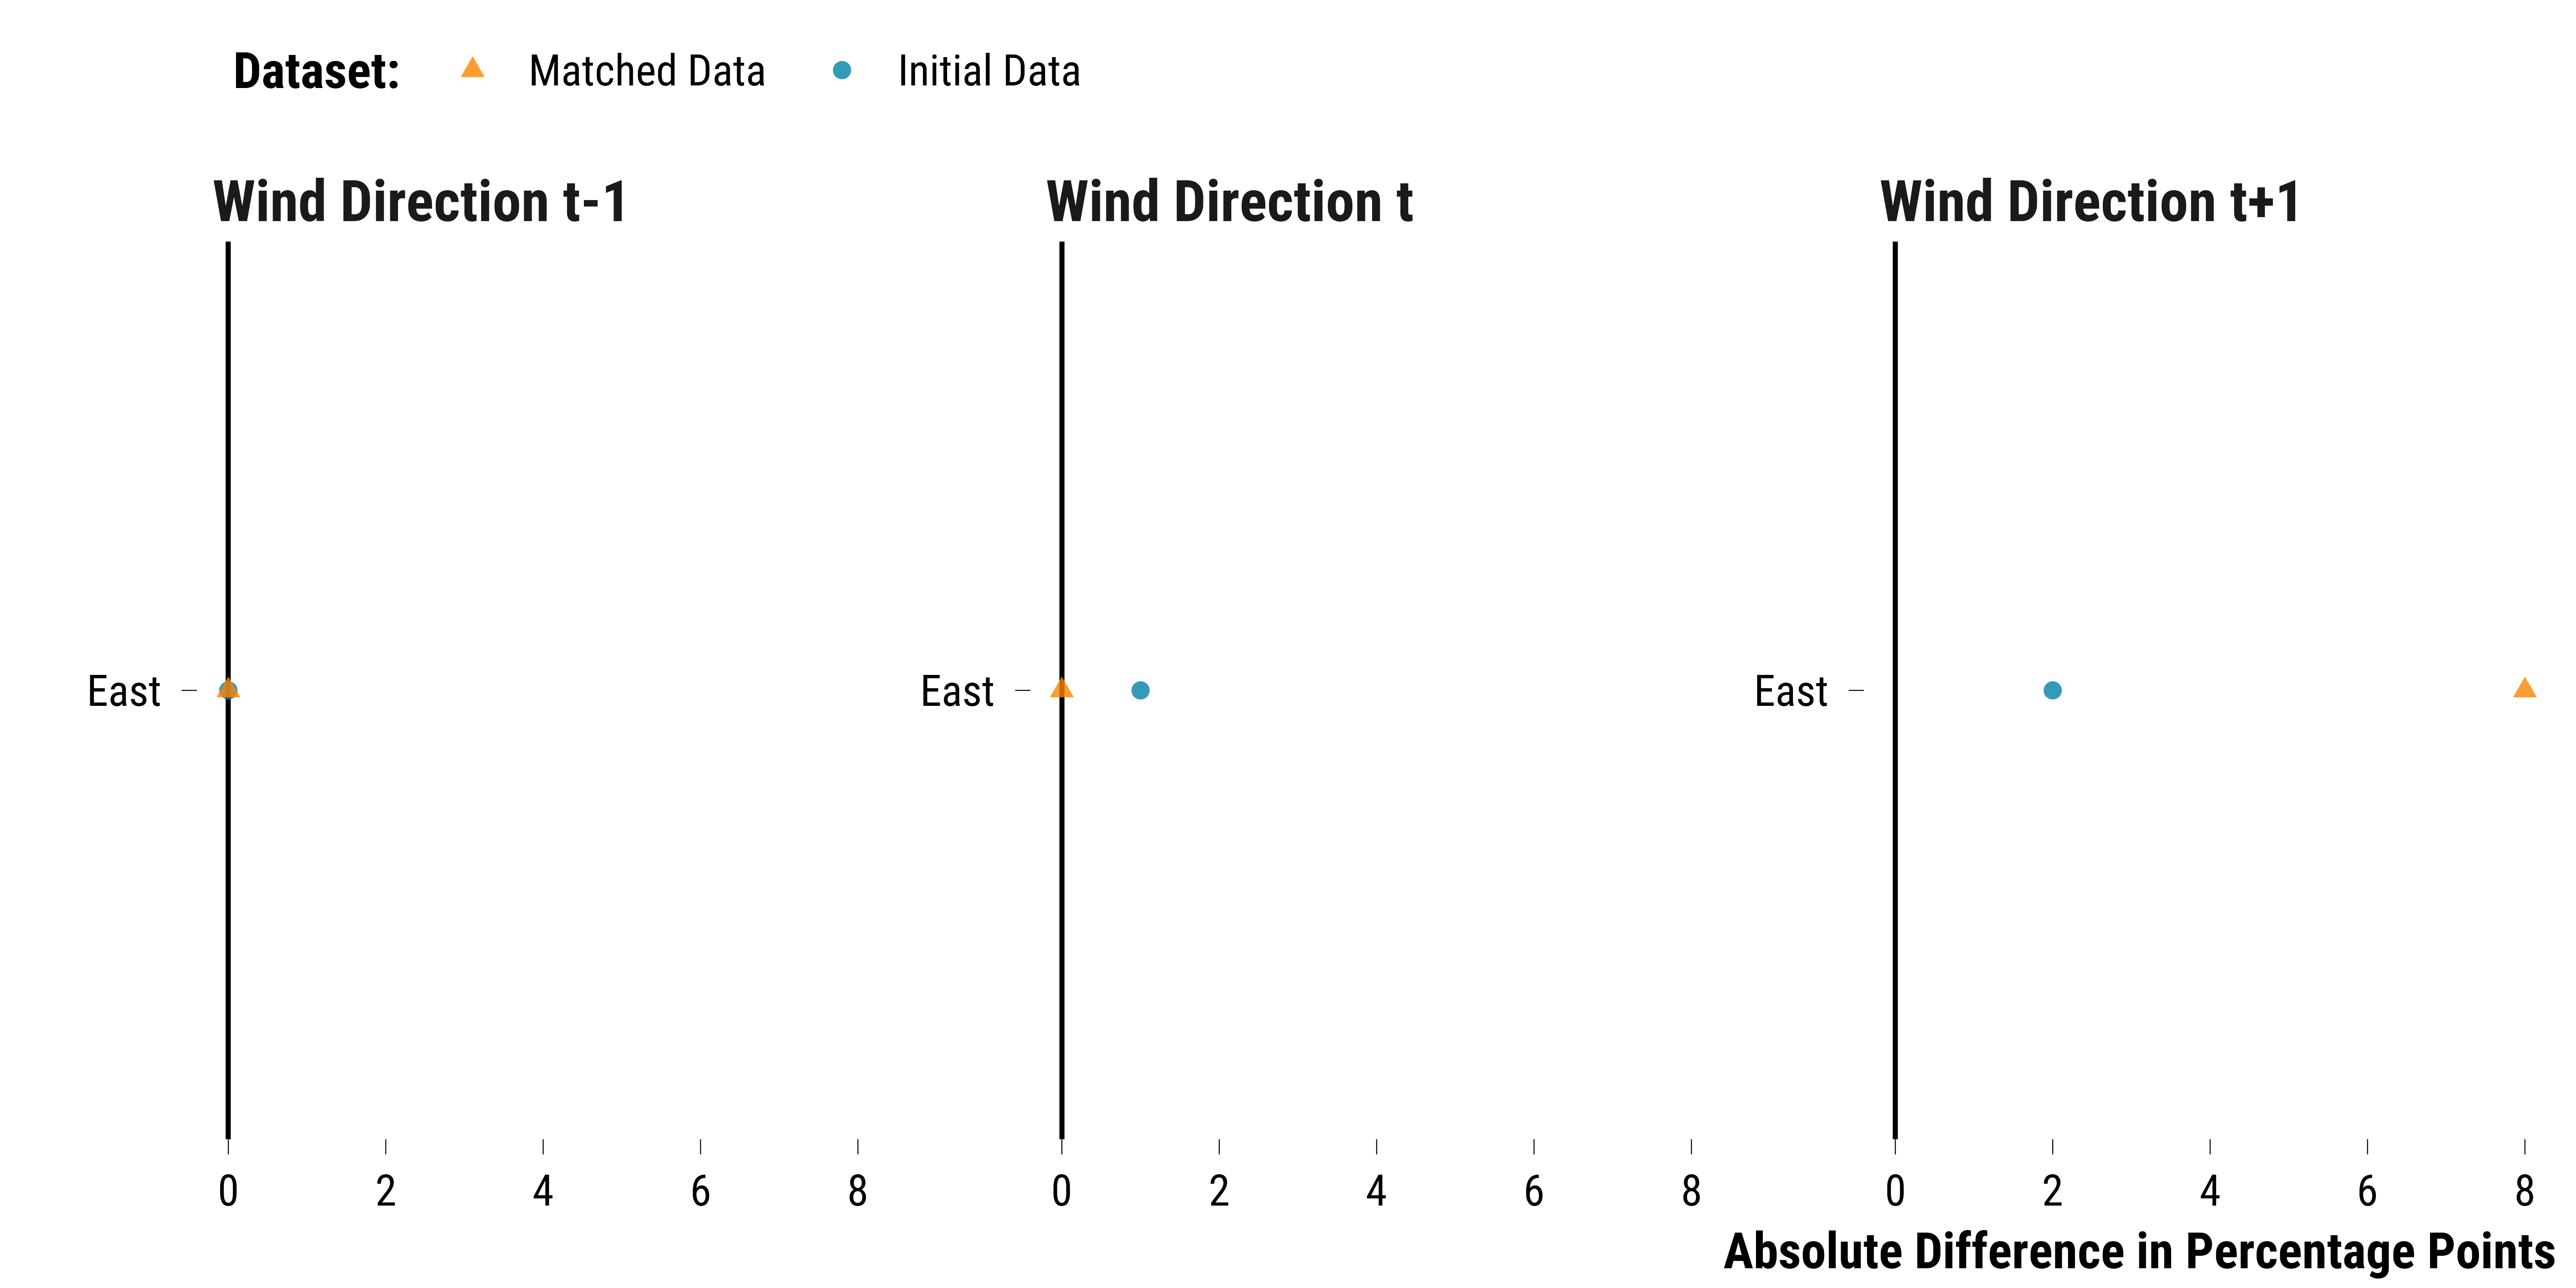 Dataset: Matched Data Initial Data
Wind Direction t-1
East
0 2 4 6 8
Wind Direction t
East
0 2 4 6 8
Wind Direction t+1
East
0 2 4 6 8
Absolute Difference in Percentage Points